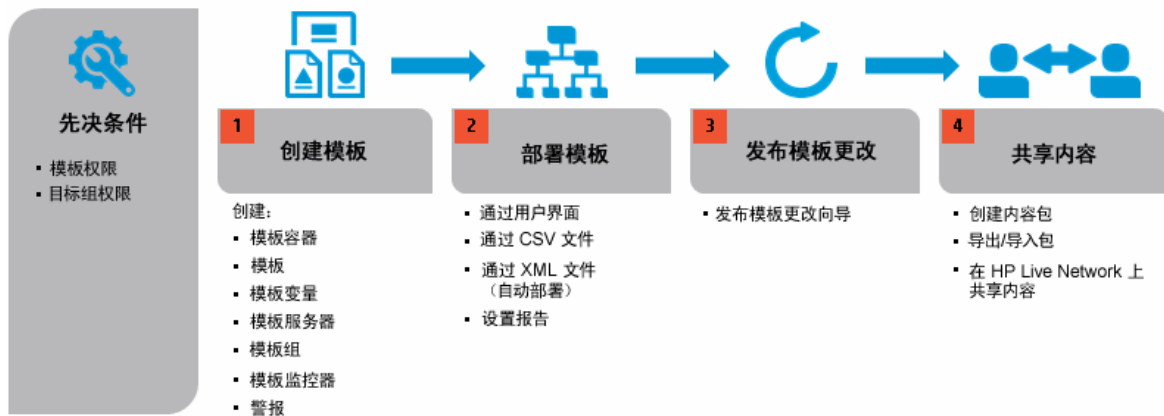 先决条件
▪ 模板权限
▪ 目标组权限
1
创建模板
创建：
▪ 模板容器
▪ 模板
▪ 模板变量
▪ 模板服务器
▪ 模板组
▪ 模板监控器
▪ 警报
2
部署模板
▪ 通过用户界面
▪ 通过 CSV 文件
▪ 通过 XML 文件
（自动部署）
▪ 设置报告
3
发布模板更改
▪ 发布模板更改向导
4
共享内容
▪ 创建内容包
▪ 导出/导入包
▪ 在 HP Live Network 上
共享内容